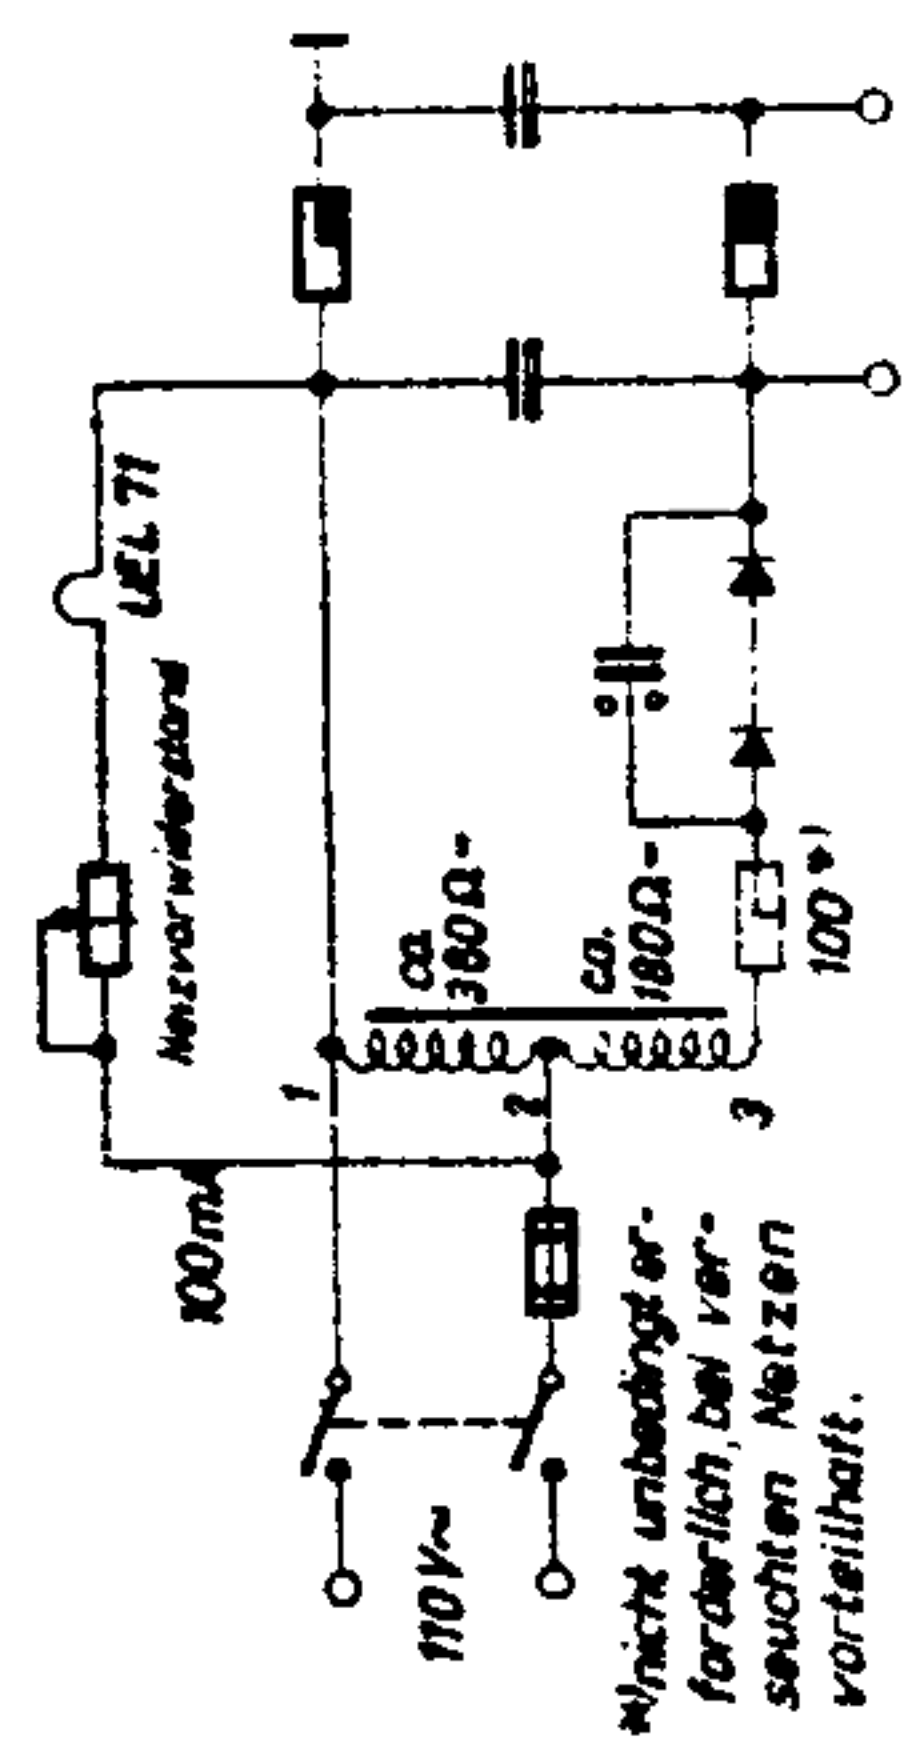 110V~
100mA
Netzvorwiderstand
UEL 71
1
2
3
ca
380Ω-
ca.
180Ω-
100 *)
*) nicht unbedingt er-
forderlich, bei ver-
seuchten Netzen
vorteilhaft.